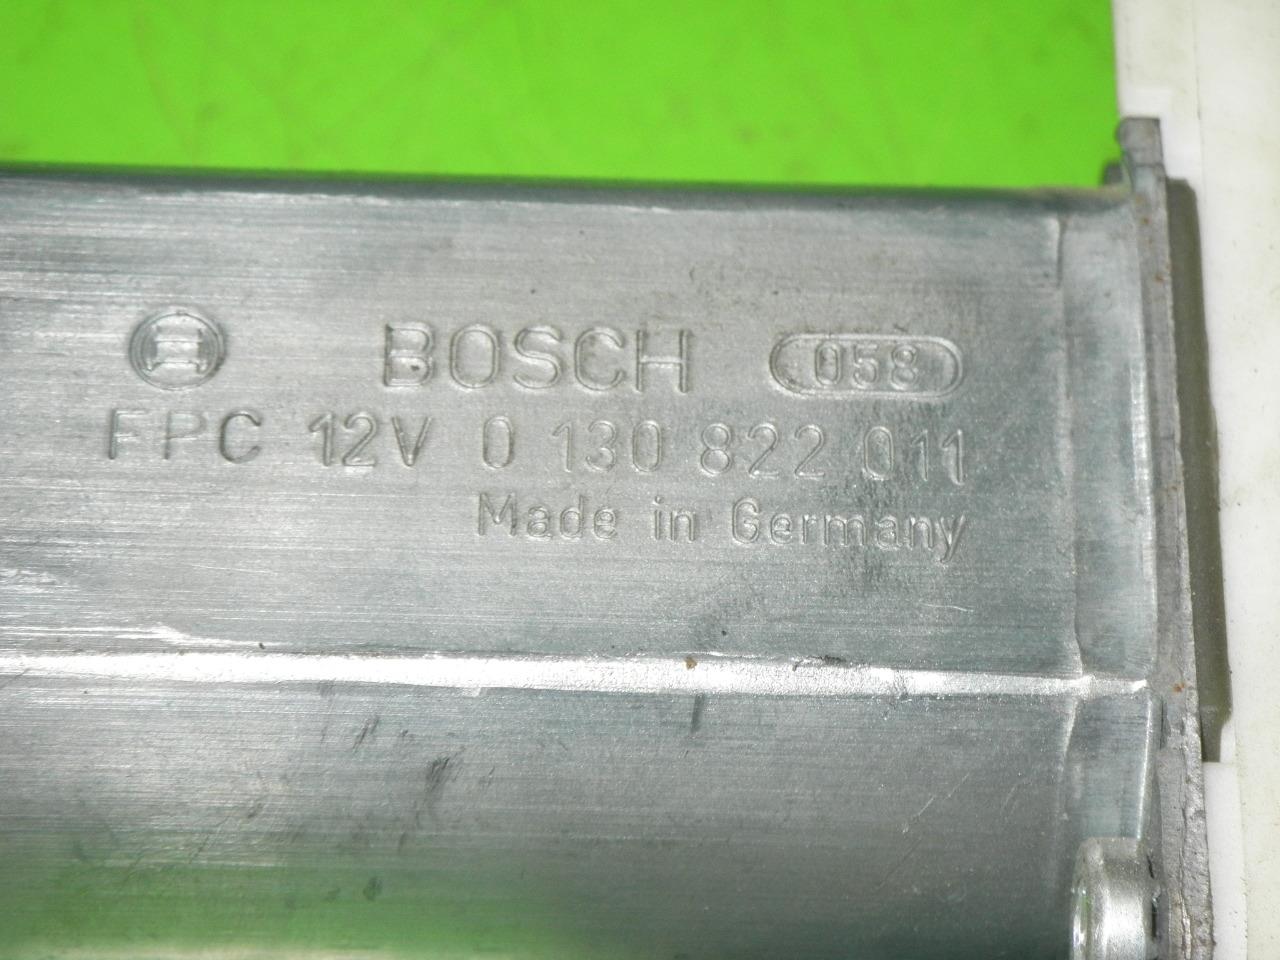 BOSCH 058
FPC 12V 0 130 822 011
Made in Germany